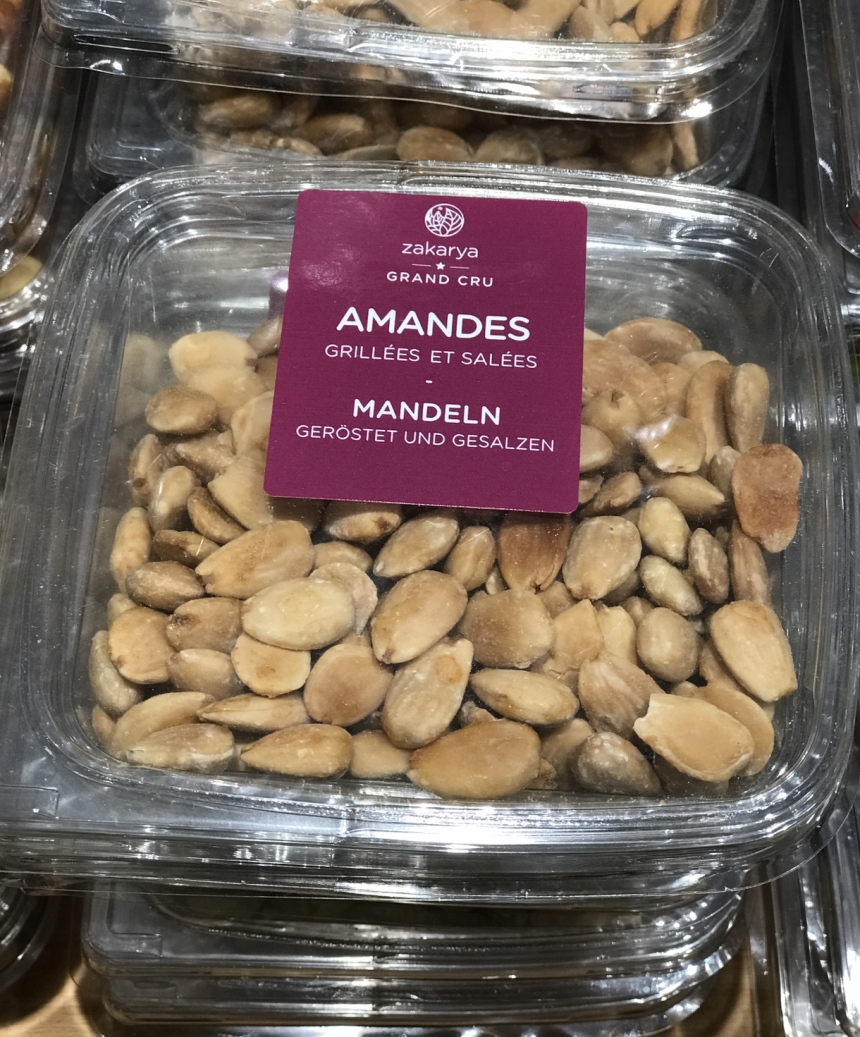 zakarya
GRAND CRU
AMANDES
GRILLÉES ET SALÉES
-
MANDELN
GERÖSTET UND GESALZEN